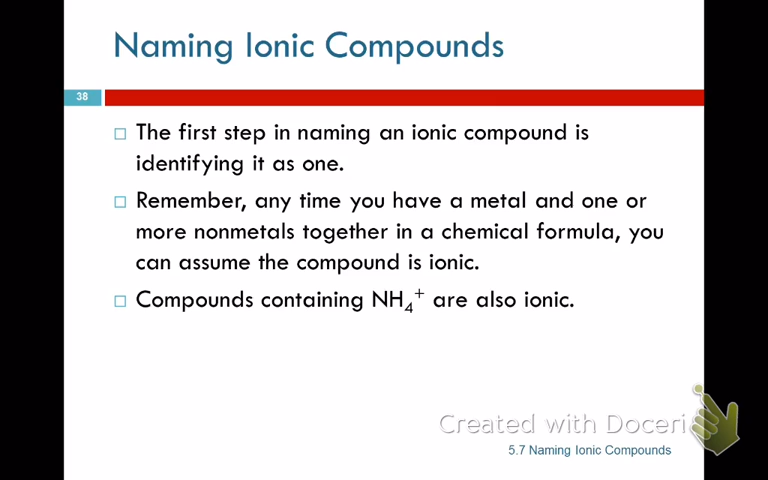 Naming Ionic Compounds
38
The first step in naming an ionic compound is
identifying it as one.
Remember, any time you have a metal and one or
more nonmetals together in a chemical formula, you
can assume the compound is ionic.
Compounds containing NH₄⁺ are also ionic.
Created with Doceri
5.7 Naming Ionic Compounds